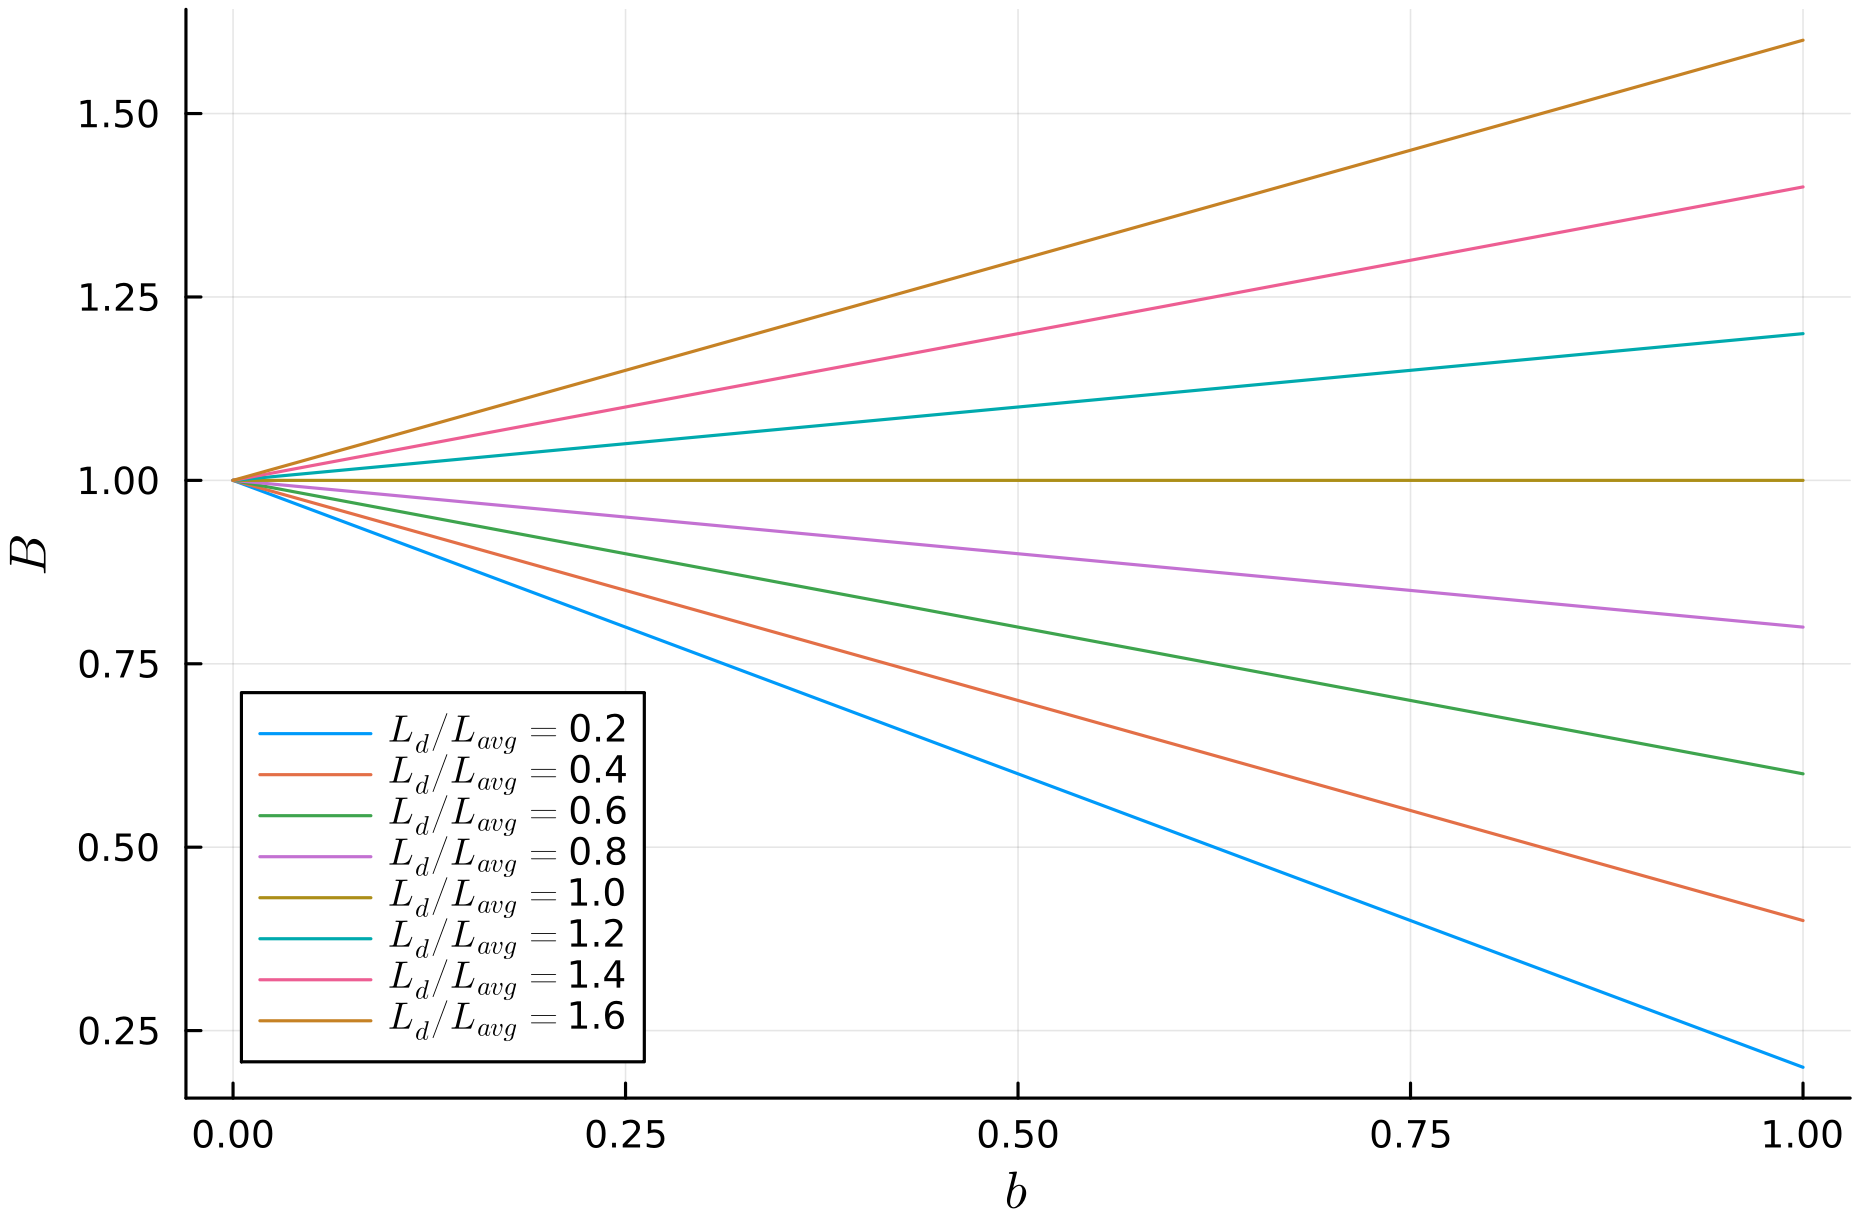 1.50
1.25
1.00
0.75
0.50
0.25
B
L_d/L_avg = 0.2
L_d/L_avg = 0.4
L_d/L_avg = 0.6
L_d/L_avg = 0.8
L_d/L_avg = 1.0
L_d/L_avg = 1.2
L_d/L_avg = 1.4
L_d/L_avg = 1.6
0.00 0.25 0.50 0.75 1.00
b